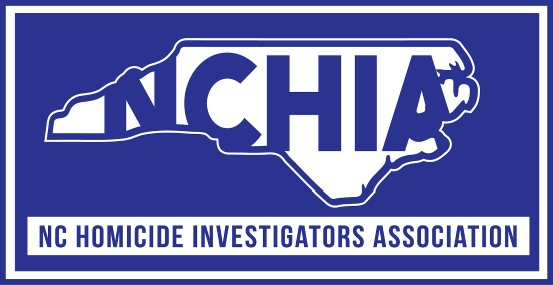 NCHIA
NC HOMICIDE INVESTIGATORS ASSOCIATION